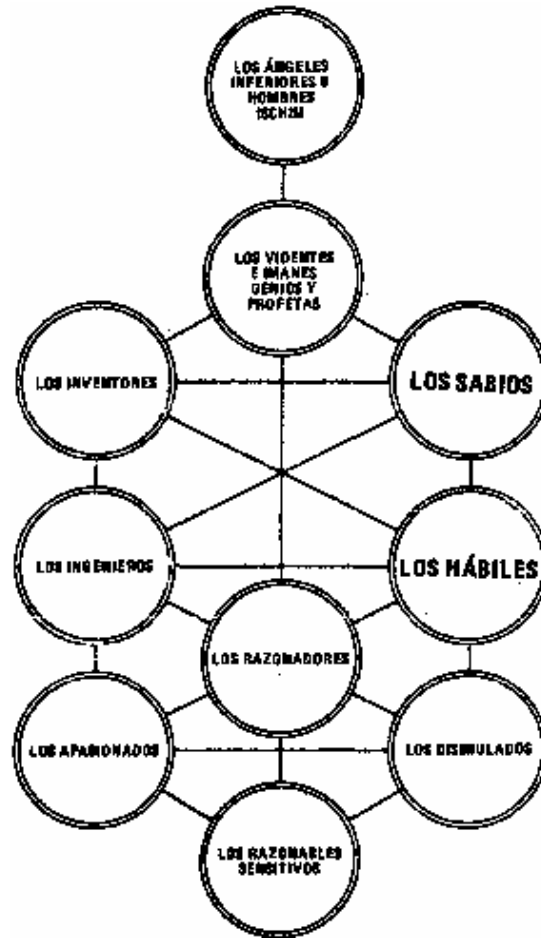 LOS ÁNGELES
INFERIORES U
HOMBRES
ISCHIM
LOS VIDENTES
E IMANES
GENIOS Y
PROFETAS
LOS INVENTORES
LOS SABIOS
LOS INGENIEROS
LOS HÁBILES
LOS RAZONADORES
LOS APASIONADOS
LOS DISIMULADOS
LOS RAZONABLES
SENSITIVOS